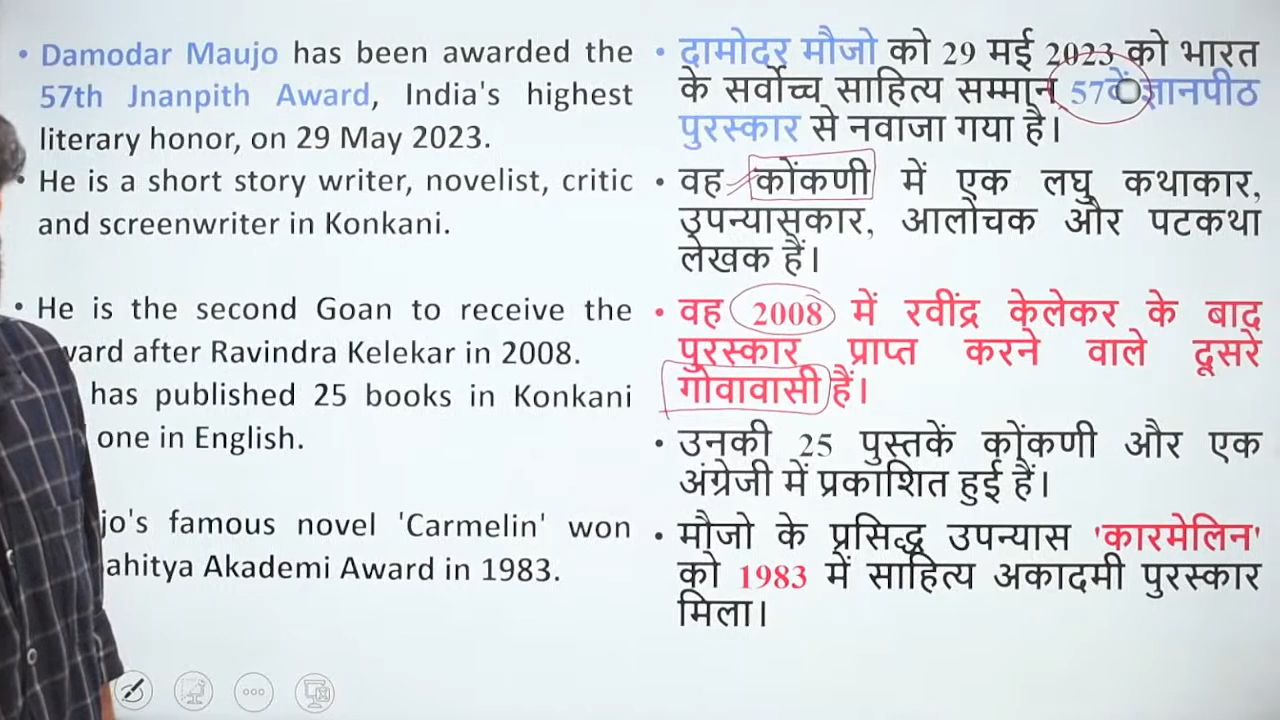 • Damodar Maujo has been awarded the
57th Jnanpith Award, India's highest
literary honor, on 29 May 2023.
• He is a short story writer, novelist, critic
and screenwriter in Konkani.
• He is the second Goan to receive the
ward after Ravindra Kelekar in 2008.
has published 25 books in Konkani
one in English.
jo's famous novel 'Carmelin' won
ahitya Akademi Award in 1983.
• दामोदर मौजो को 29 मई 2023 को भारत
के सर्वोच्च साहित्य सम्मान 57वें ज्ञानपीठ
पुरस्कार से नवाजा गया है।
• वह कोंकणी में एक लघु कथाकार,
उपन्यासकार, आलोचक और पटकथा
लेखक हैं।
• वह 2008 में रवींद्र केलेकर के बाद
पुरस्कार प्राप्त करने वाले दूसरे
गोवावासी हैं।
• उनकी 25 पुस्तकें कोंकणी और एक
अंग्रेजी में प्रकाशित हुई हैं।
• मौजो के प्रसिद्ध उपन्यास 'कारमेलिन'
को 1983 में साहित्य अकादमी पुरस्कार
मिला।